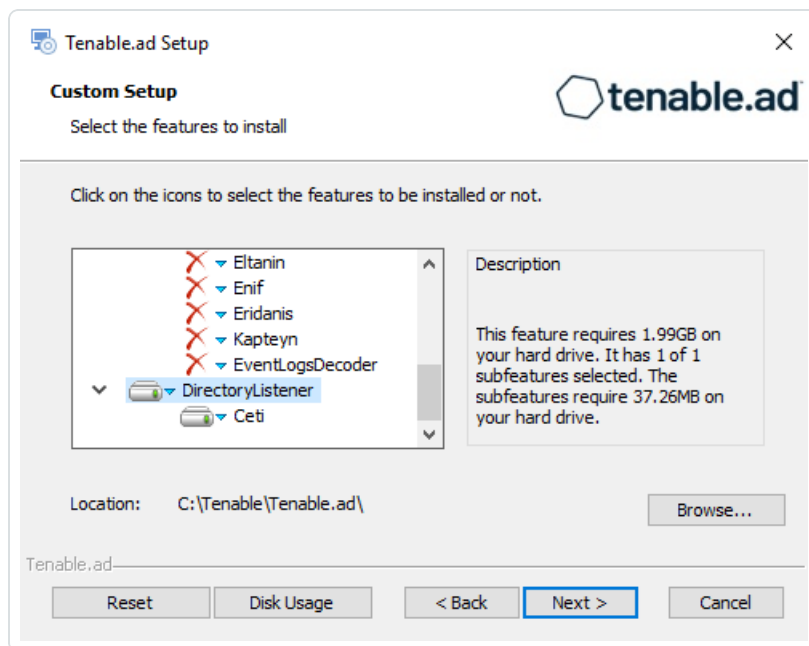 Tenable.ad Setup
Custom Setup
tenable.ad
Select the features to install
Click on the icons to select the features to be installed or not.
Eltanin
Enif
Eridanis
Kapteyn
EventLogsDecoder
DirectoryListener
Ceti
Description
This feature requires 1.99GB on
your hard drive. It has 1 of 1
subfeatures selected. The
subfeatures require 37.26MB on
your hard drive.
Location: C:\Tenable\Tenable.ad\
Browse...
Tenable.ad
Reset Disk Usage < Back Next > Cancel